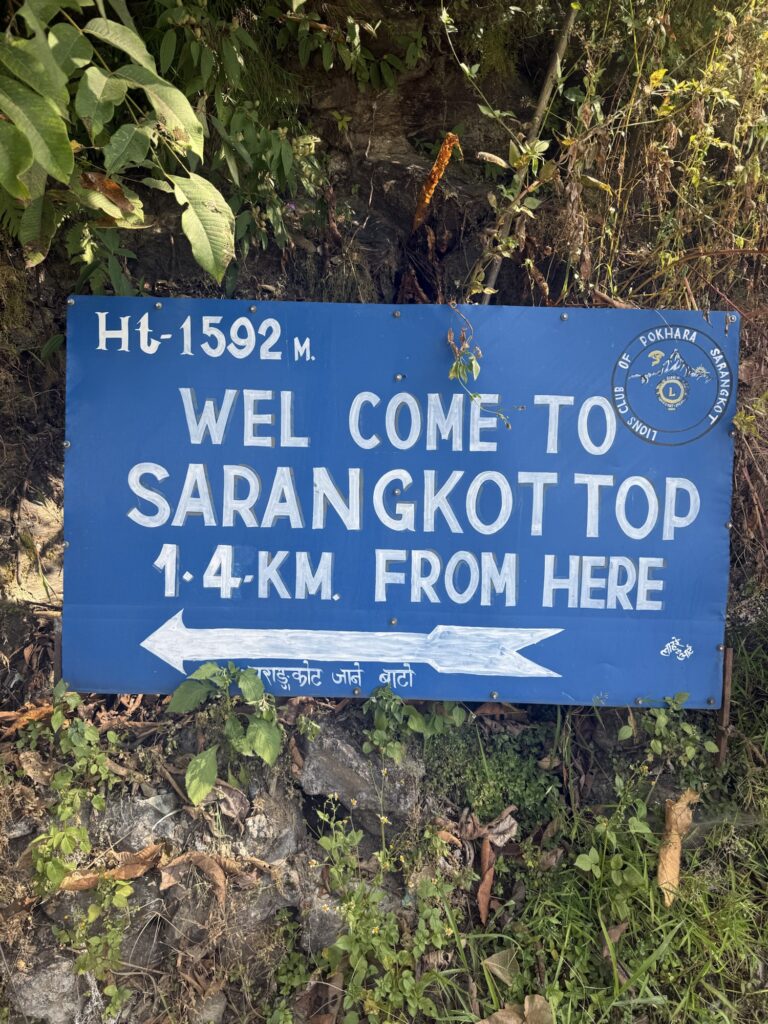 Ht-1592 M.
LIONS CLUB OF POKHARA SARANGKOT
L
WEL COME TO
SARANGKOT TOP
1.4-KM. FROM HERE
सराङकोट जाने बाटो